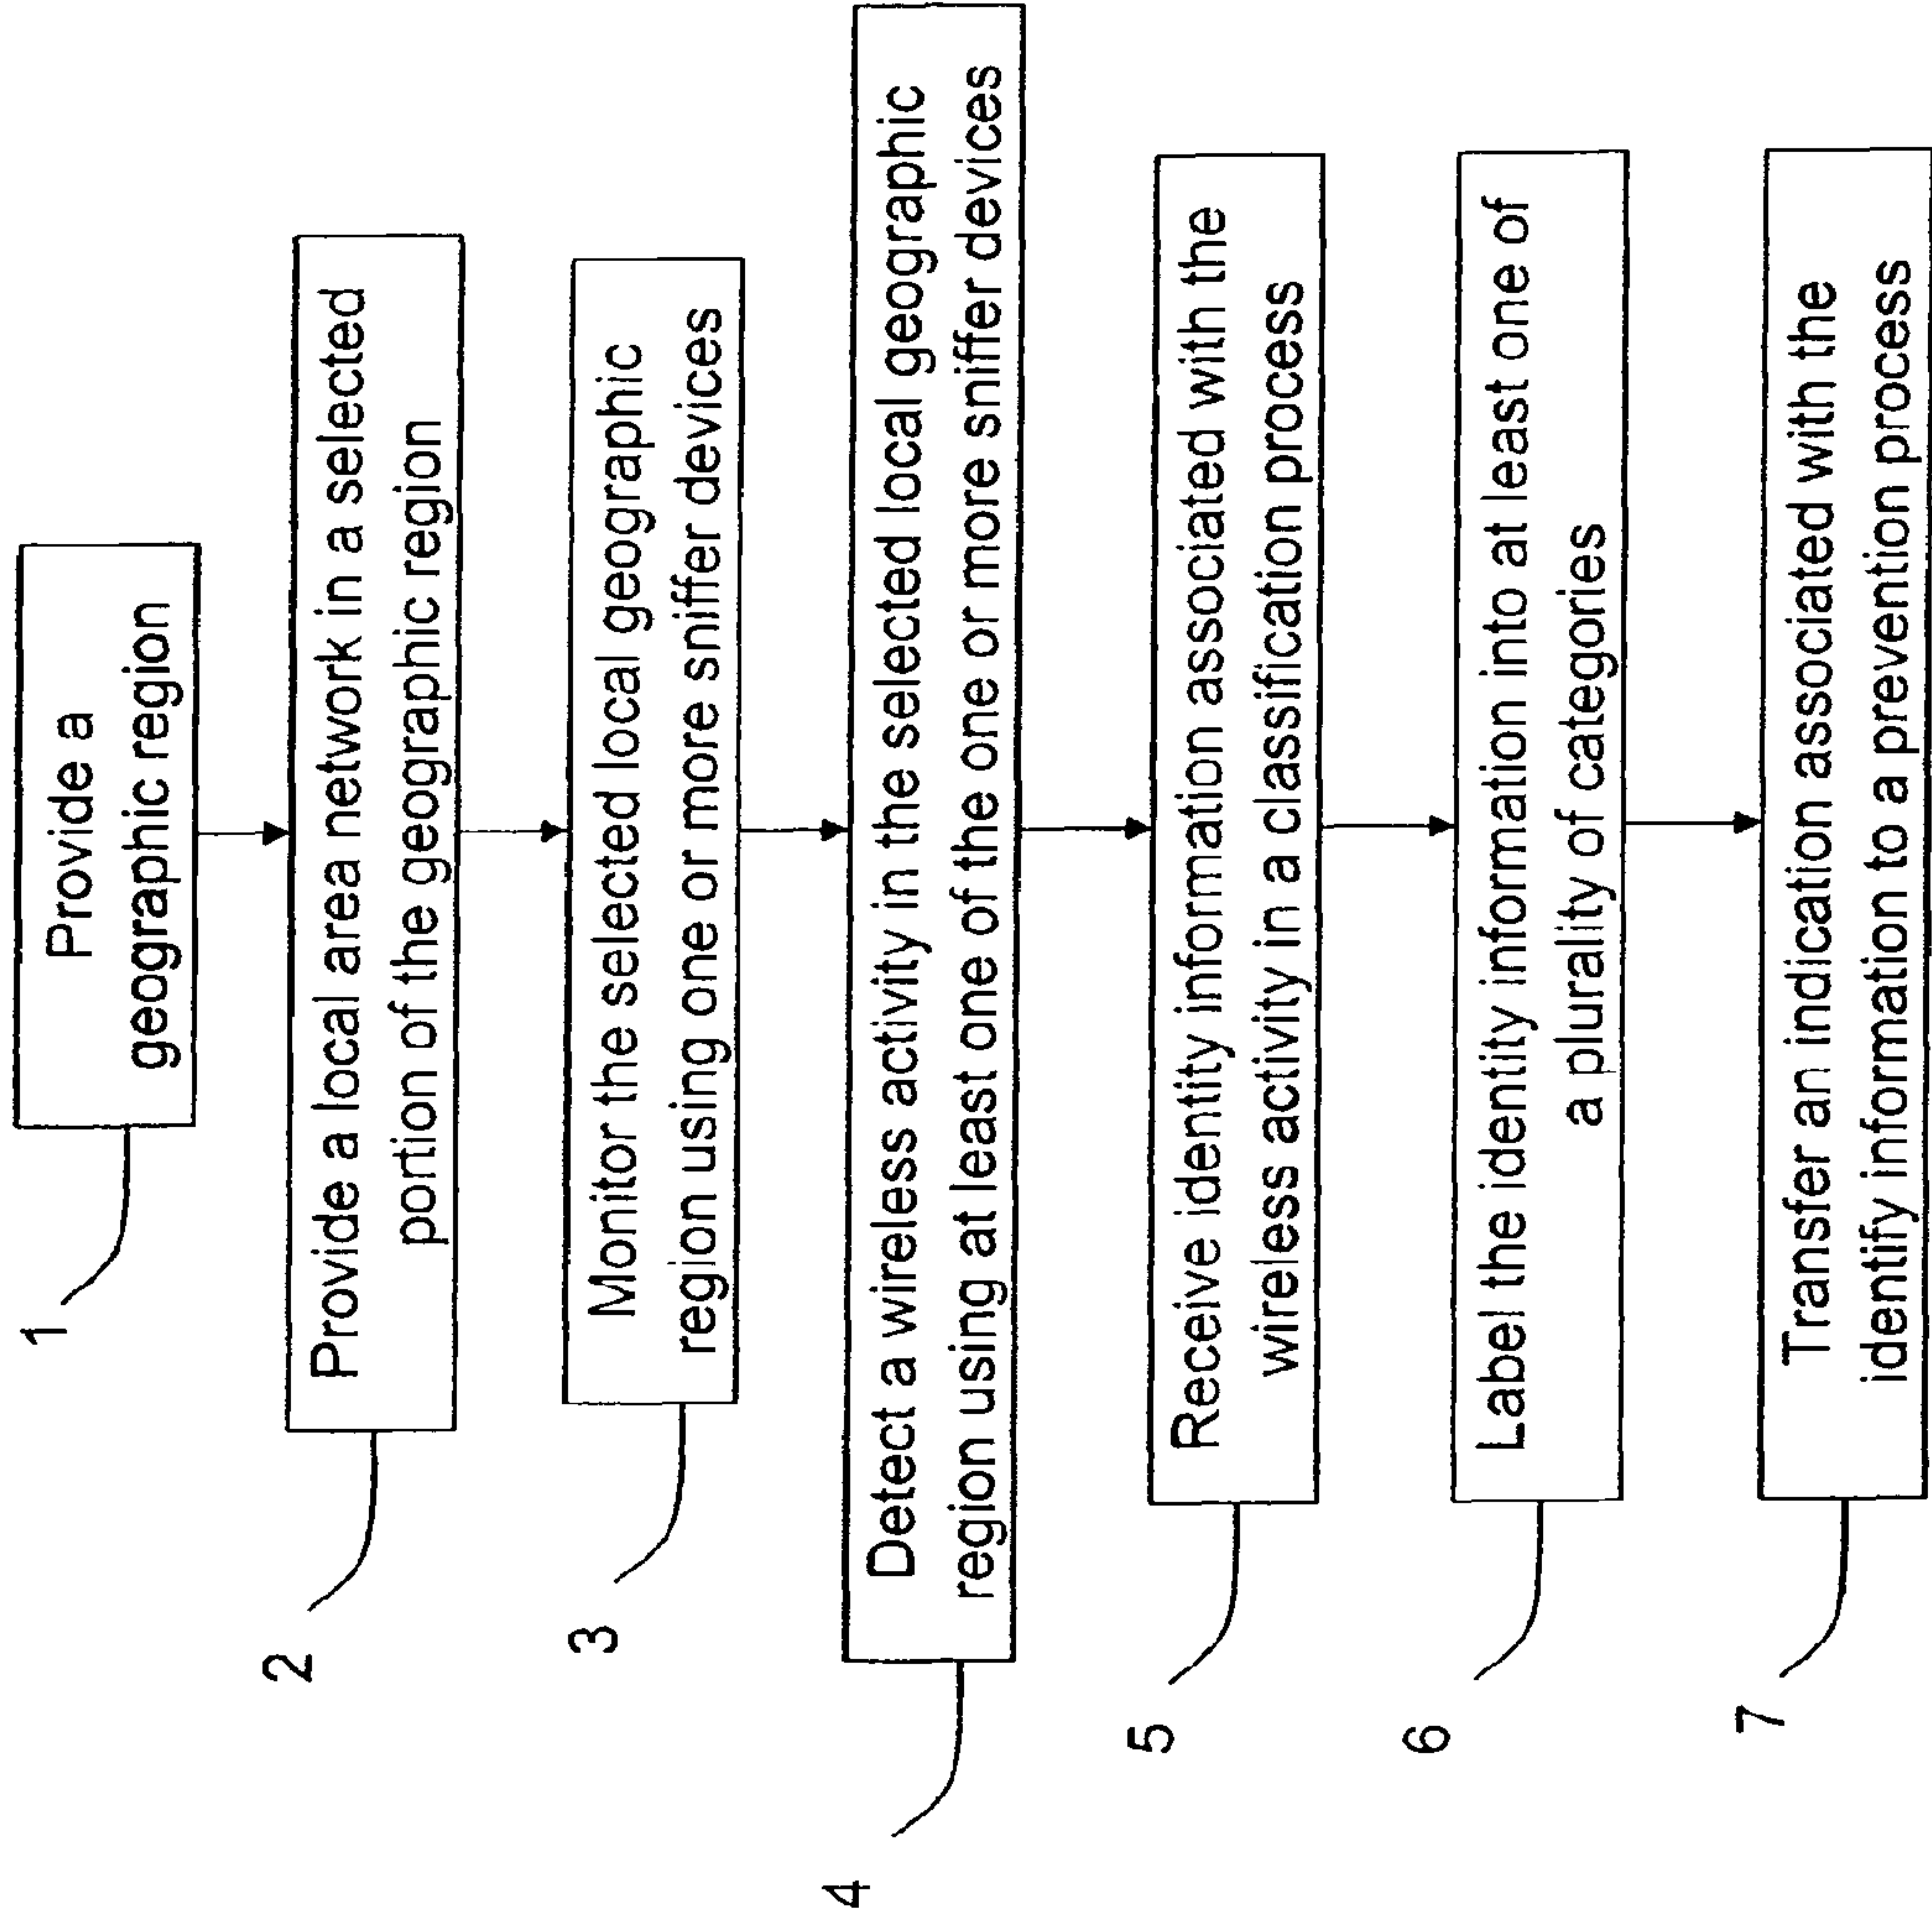 1
Provide a
geographic region
2
Provide a local area network in a selected
portion of the geographic region
3
Monitor the selected local geographic
region using one or more sniffer devices
4
Detect a wireless activity in the selected local geographic
region using at least one of the one or more sniffer devices
5
Receive identity information associated with the
wireless activity in a classification process
6
Label the identity information into at least one of
a plurality of categories
7
Transfer an indication associated with the
identify information to a prevention process